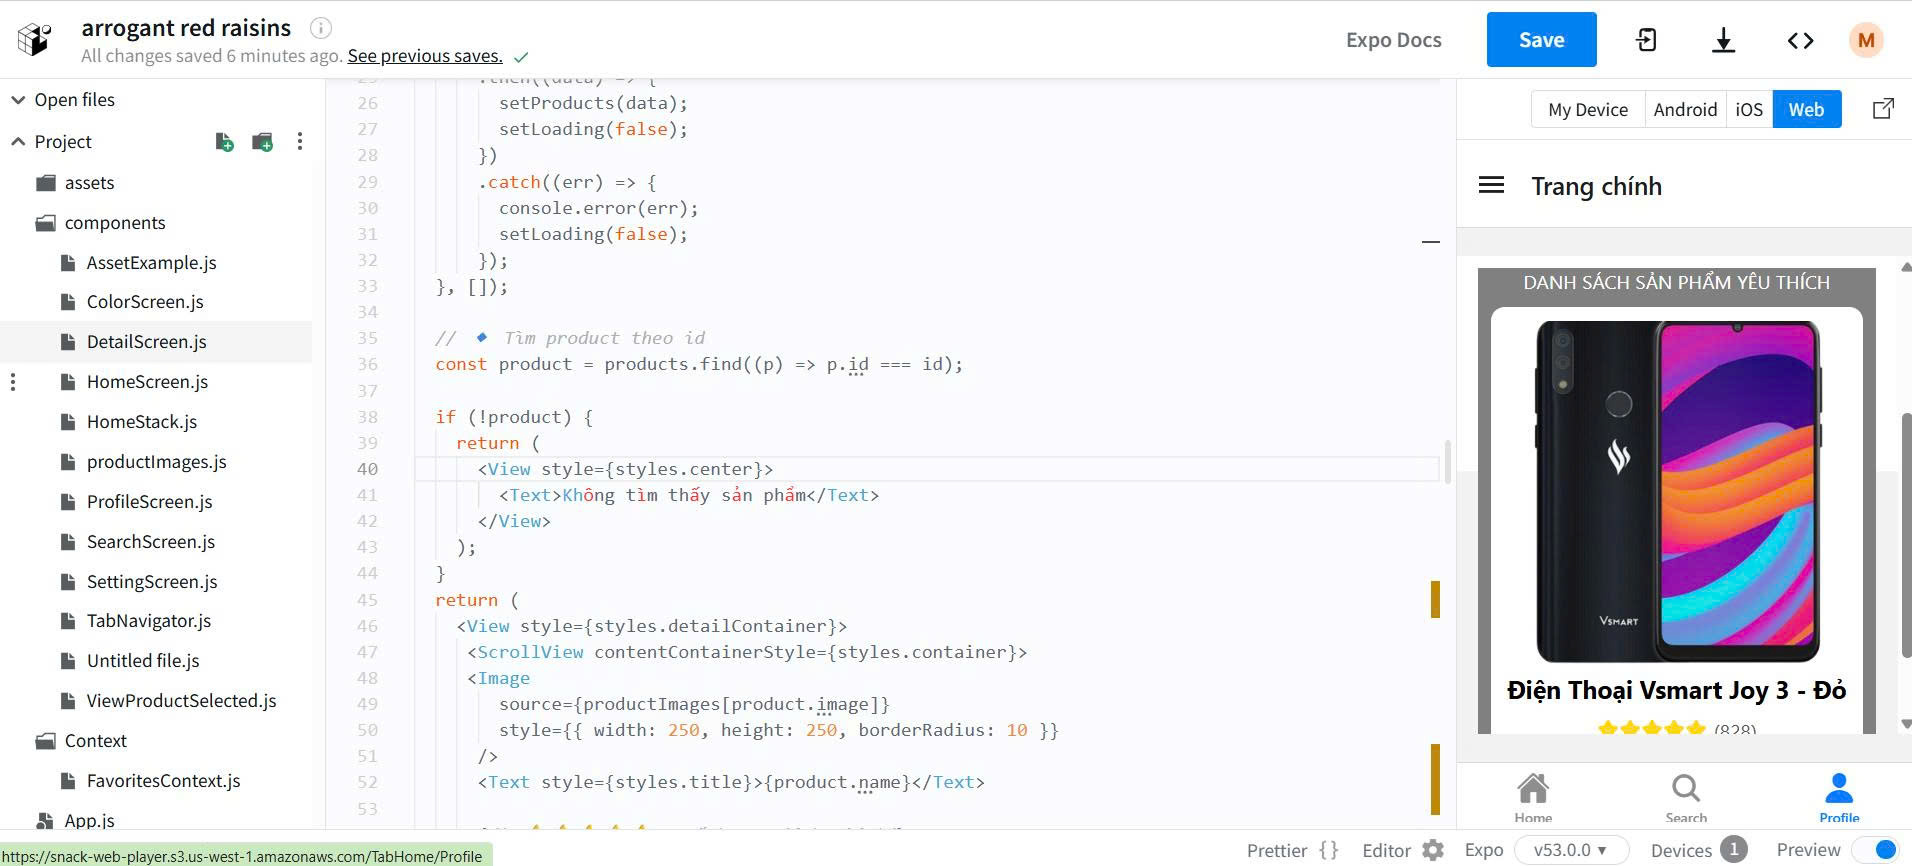 arrogant red raisins
All changes saved 6 minutes ago. See previous saves.
Expo Docs
Save
M
Open files
Project
assets
components
AssetExample.js
ColorScreen.js
DetailScreen.js
HomeScreen.js
HomeStack.js
productImages.js
ProfileScreen.js
SearchScreen.js
SettingScreen.js
TabNavigator.js
Untitled file.js
ViewProductSelected.js
Context
FavoritesContext.js
App.js
https://snack-web-player.s3.us-west-1.amazonaws.com/TabHome/Profile
25 .then((data) => {
26 setProducts(data);
27 setLoading(false);
28 })
29 .catch((err) => {
30 console.error(err);
31 setLoading(false);
32 });
33 }, []);
34
35 // 🔹 Tìm product theo id
36 const product = products.find((p) => p.id === id);
37
38 if (!product) {
39 return (
40 <View style={styles.center}>
41 <Text>Không tìm thấy sản phẩm</Text>
42 </View>
43 );
44 }
45 return (
46 <View style={styles.detailContainer}>
47 <ScrollView contentContainerStyle={styles.container}>
48 <Image
49 source={productImages[product.image]}
50 style={{ width: 250, height: 250, borderRadius: 10 }}
51 />
52 <Text style={styles.title}>{product.name}</Text>
53
My Device
Android
iOS
Web
Trang chính
DANH SÁCH SẢN PHẨM YÊU THÍCH
VSMART
Điện Thoại Vsmart Joy 3 - Đỏ
(828)
Home
Search
Profile
Prettier {}
Editor
Expo
v53.0.0
Devices 1
Preview